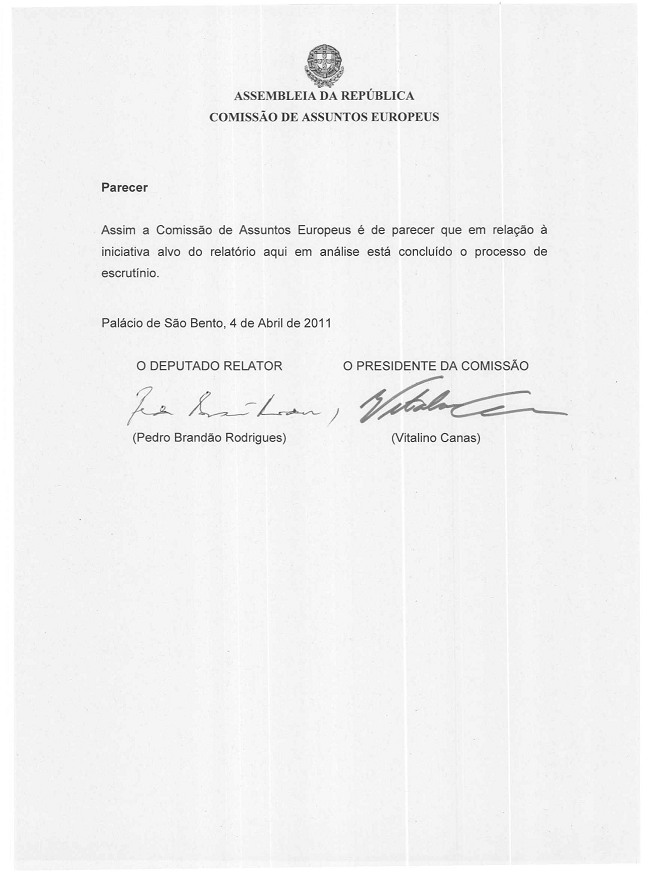 ASSEMBLEIA DA REPÚBLICA
COMISSÃO DE ASSUNTOS EUROPEUS
Parecer
Assim a Comissão de Assuntos Europeus é de parecer que em relação à
iniciativa alvo do relatório aqui em análise está concluído o processo de
escrutínio.
Palácio de São Bento, 4 de Abril de 2011
O DEPUTADO RELATOR O PRESIDENTE DA COMISSÃO
(Pedro Brandão Rodrigues) (Vitalino Canas)